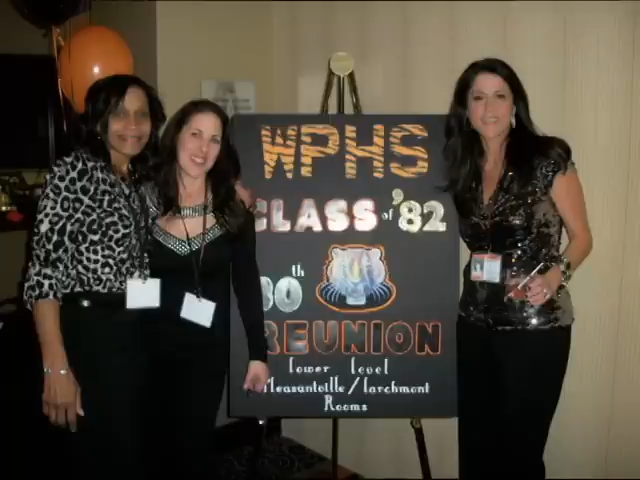 WPHS
CLASS of '82
30th
REUNION
Lower level
Pleasantville/Larchmont
Rooms